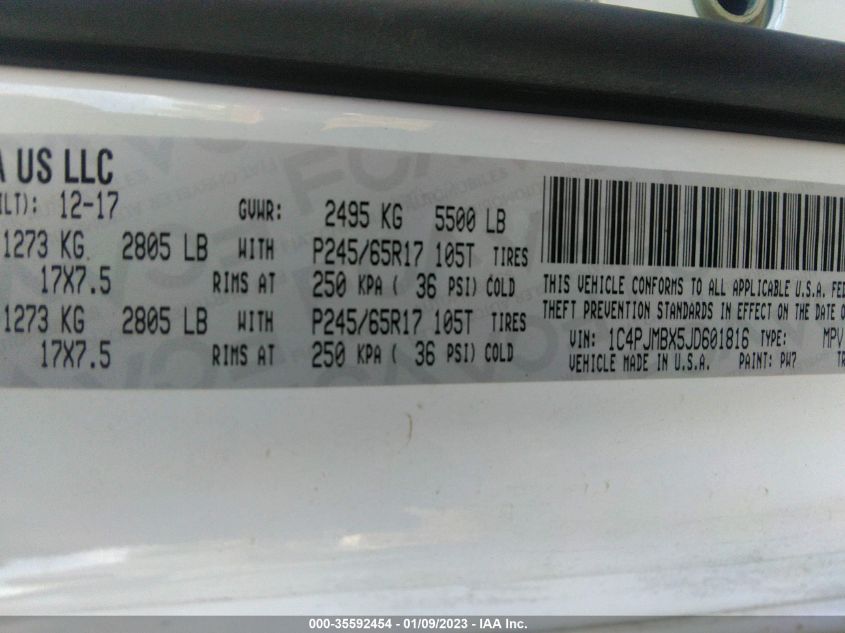 A US LLC
ILT): 12-17 GVWR: 2495 KG 5500 LB
1273 KG 2805 LB WITH P245/65R17 105T TIRES
17X7.5 RIMS AT 250 KPA ( 36 PSI) COLD
1273 KG 2805 LB WITH P245/65R17 105T TIRES
17X7.5 RIMS AT 250 KPA ( 36 PSI) COLD
THIS VEHICLE CONFORMS TO ALL APPLICABLE U.S.A. FED
THEFT PREVENTION STANDARDS IN EFFECT ON THE D
VIN: 1C4PJMBX5JD601816 TYPE: MPV
VEHICLE MADE IN U.S.A. PAINT: PW7 TR
000-35592454 - 01/09/2023 - IAA Inc.